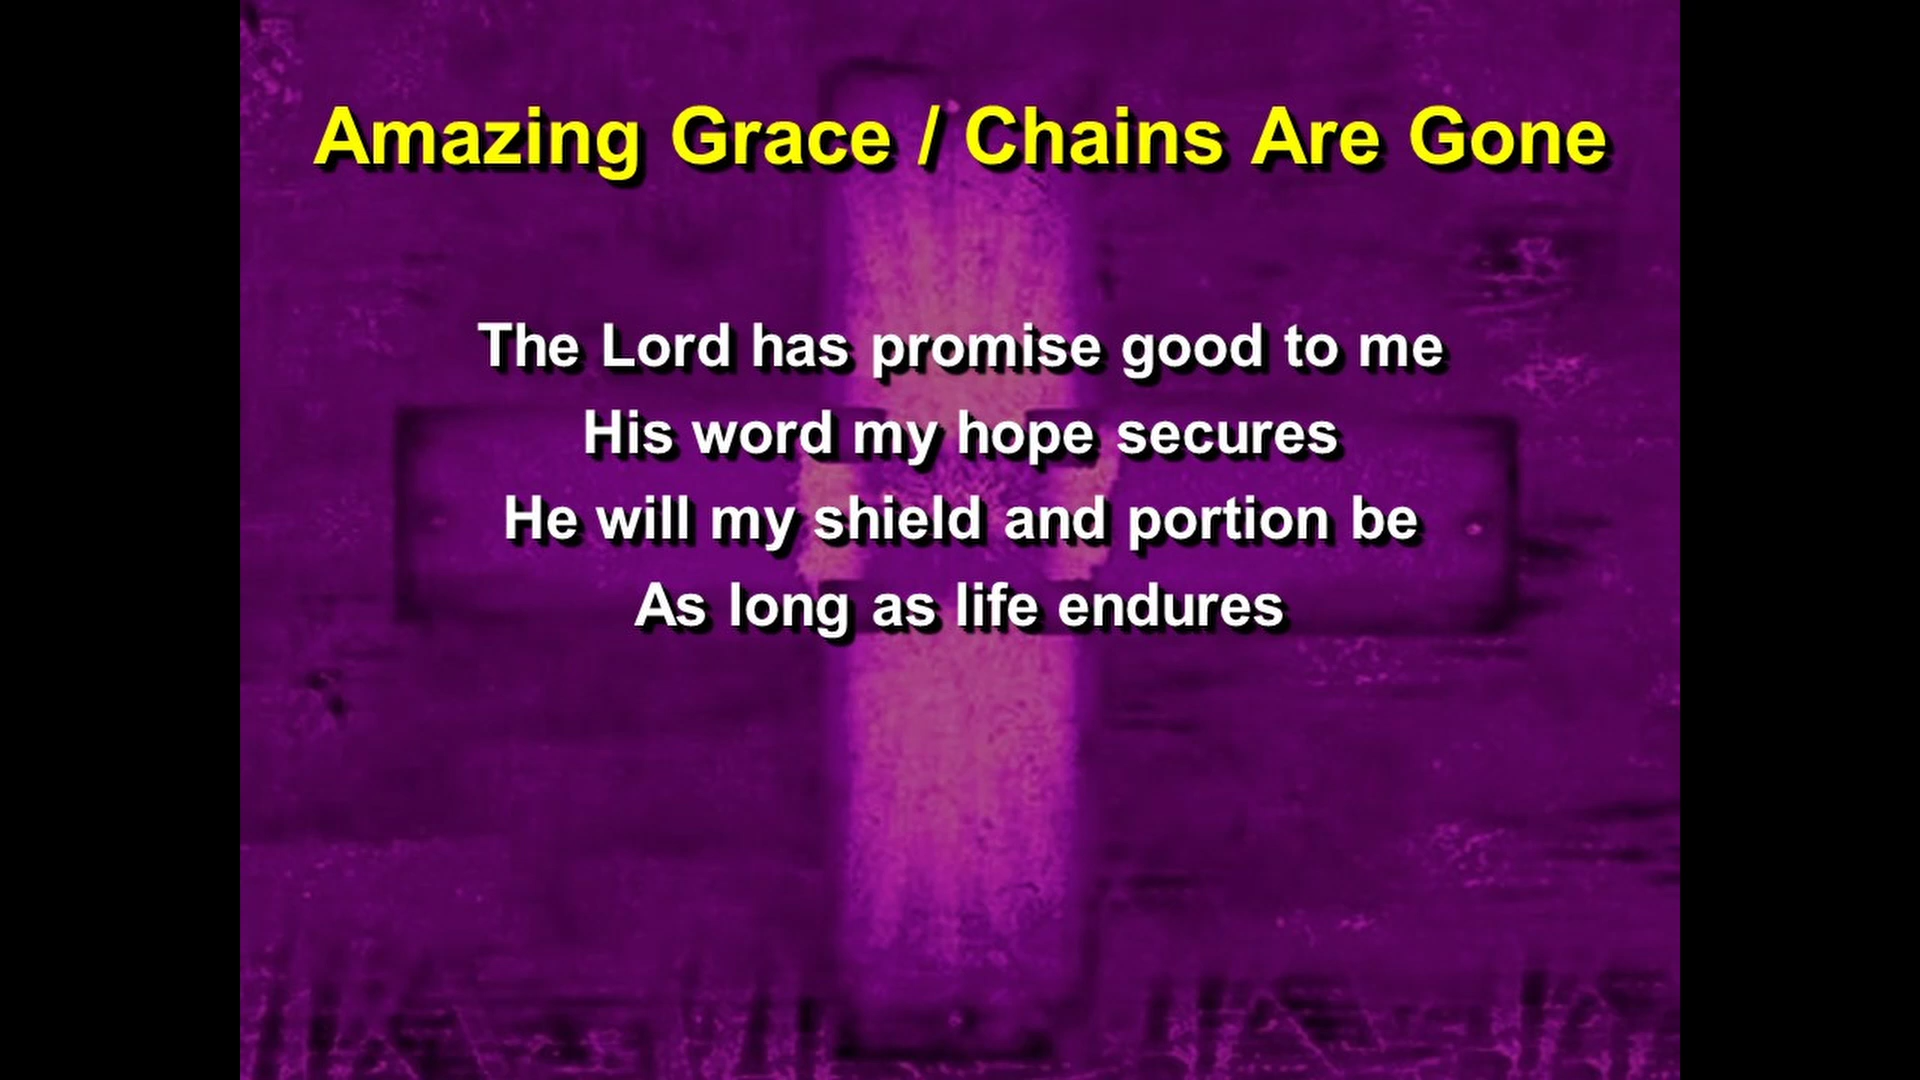 Amazing Grace / Chains Are Gone
The Lord has promise good to me
His word my hope secures
He will my shield and portion be
As long as life endures